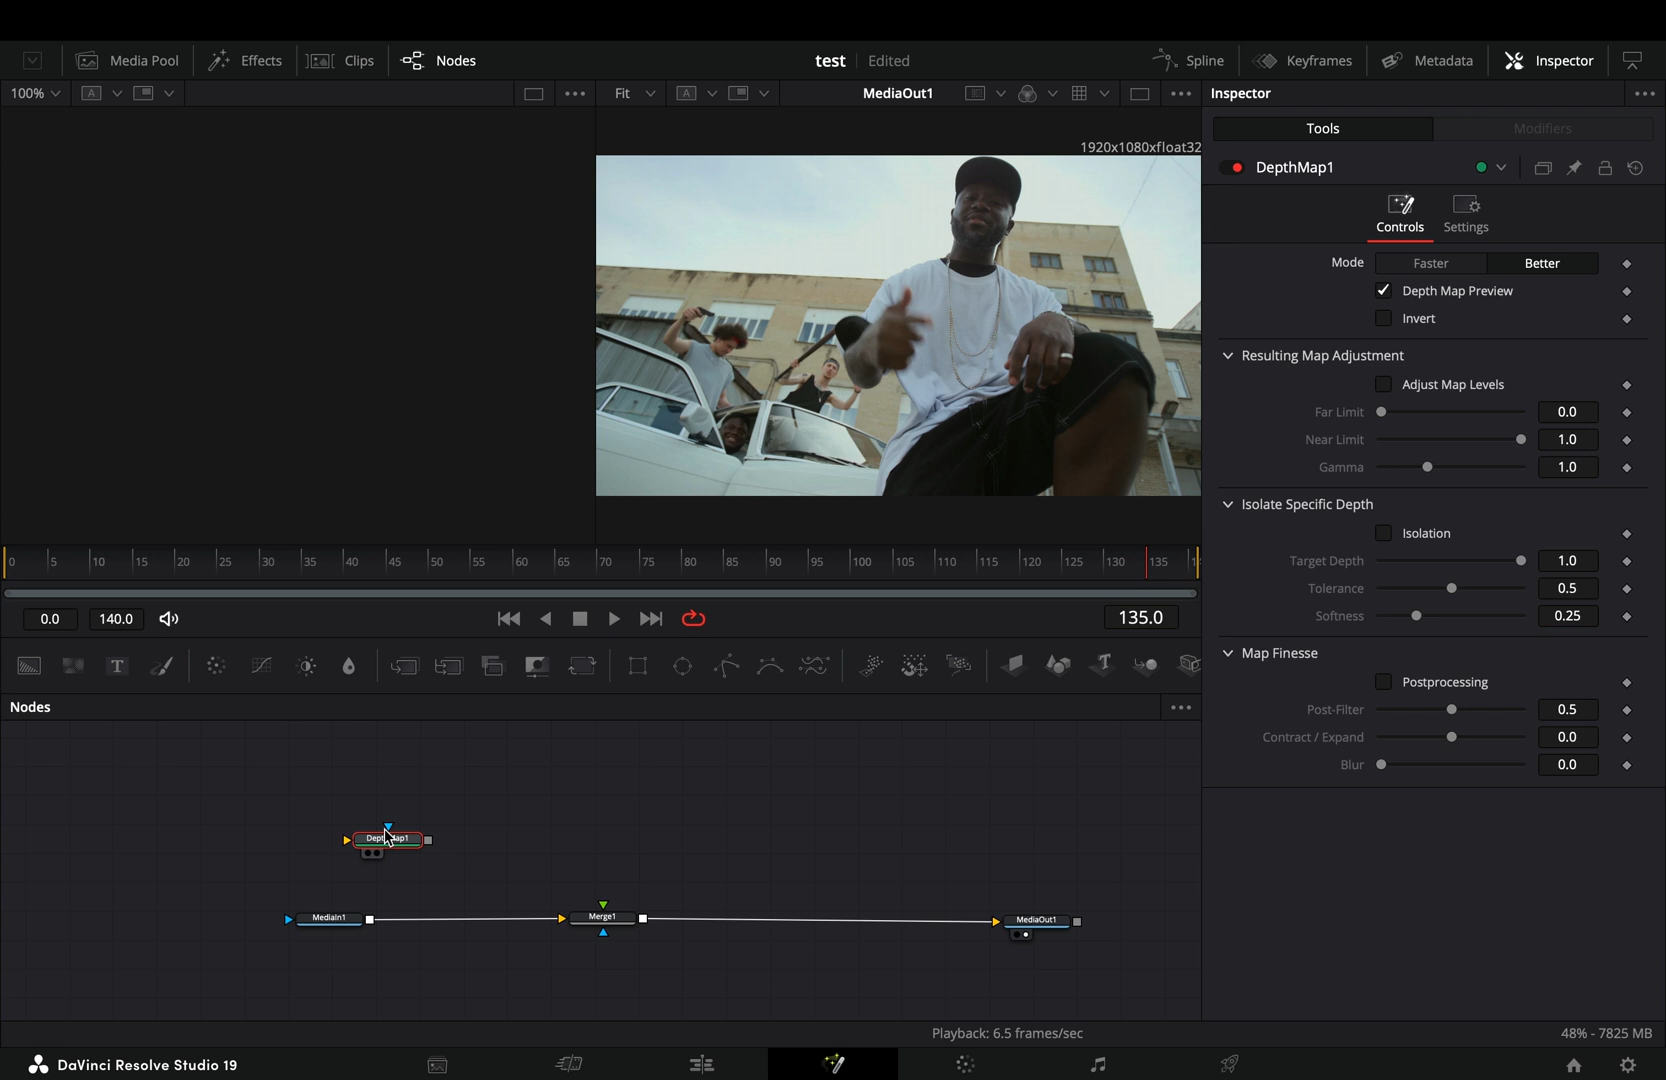 Media Pool
Effects
Clips
Nodes
test
Edited
Spline
Keyframes
Metadata
Inspector
100%
A
Fit
A
MediaOut1
Inspector
1920x1080xfloat32
Tools
Modifiers
DepthMap1
Controls
Settings
Mode
Faster
Better
Depth Map Preview
Invert
Resulting Map Adjustment
Adjust Map Levels
Far Limit
0.0
Near Limit
1.0
Gamma
1.0
Isolate Specific Depth
Isolation
Target Depth
1.0
Tolerance
0.5
Softness
0.25
Map Finesse
Postprocessing
Post-Filter
0.5
Contract / Expand
0.0
Blur
0.0
0 5 10 15 20 25 30 35 40 45 50 55 60 65 70 75 80 85 90 95 100 105 110 115 120 125 130 135
0.0
140.0
135.0
T
T
Nodes
MediaIn1
Merge1
MediaOut1
Playback: 6.5 frames/sec
48% - 7825 MB
DaVinci Resolve Studio 19